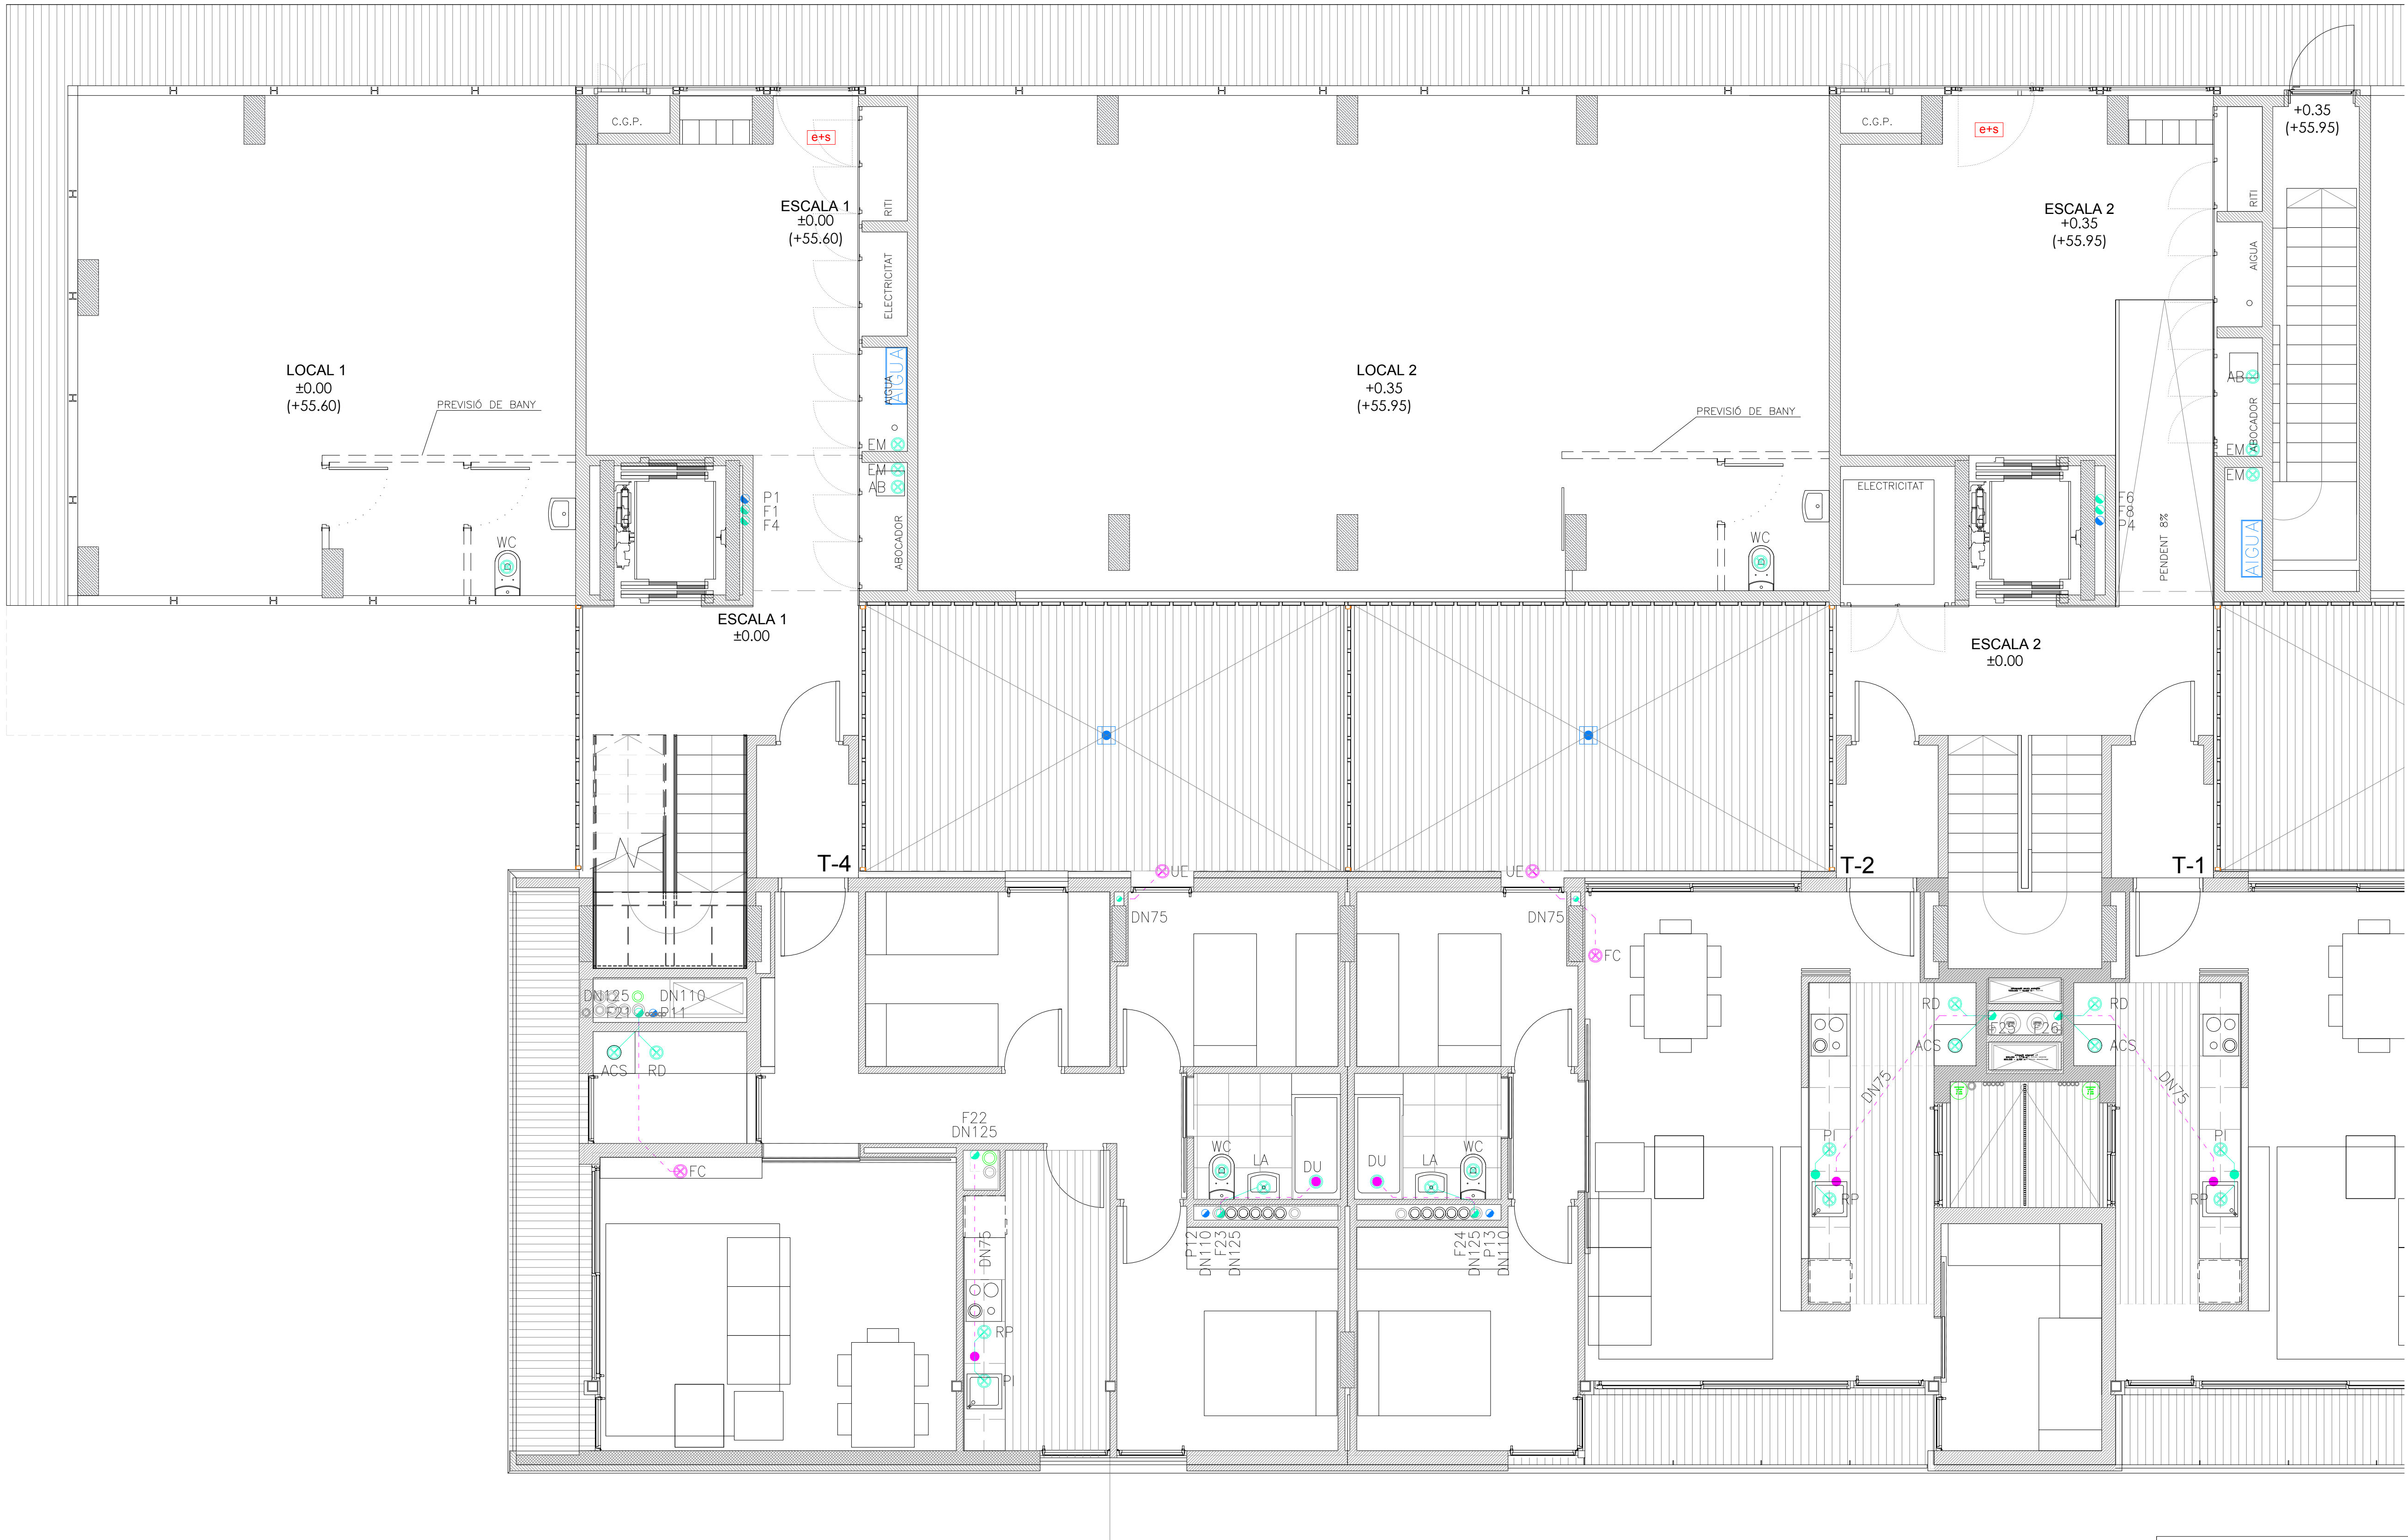 C.G.P.
e+s
C.G.P.
e+s
+0.35
(+55.95)
ESCALA 1
±0.00
(+55.60)
RITI
ESCALA 2
+0.35
(+55.95)
RITI
ELECTRICITAT
AIGUA
LOCAL 1
±0.00
(+55.60)
PREVISIÓ DE BANY
AIGUA
AIGUA
LOCAL 2
+0.35
(+55.95)
PREVISIÓ DE BANY
AB
ABOCADOR
EM
EM
EM
AB
EM
ABOCADOR
P1
F1
F4
WC
WC
ELECTRICITAT
F6
F8
P4
PENDENT 8%
AIGUA
ESCALA 1
±0.00
ESCALA 2
±0.00
T-4
UE
UE
T-2
T-1
DN75
DN75
FC
DN125
DN110
F21
P11
RD
RD
F25
F26
ACS
ACS
ACS
RD
DN75
DN75
F22
DN125
FC
WC
LA
DU
DU
LA
WC
PI
PI
RP
RP
P12
DN110
F23
DN125
F24
DN125
P13
DN110
DN75
RP
PI